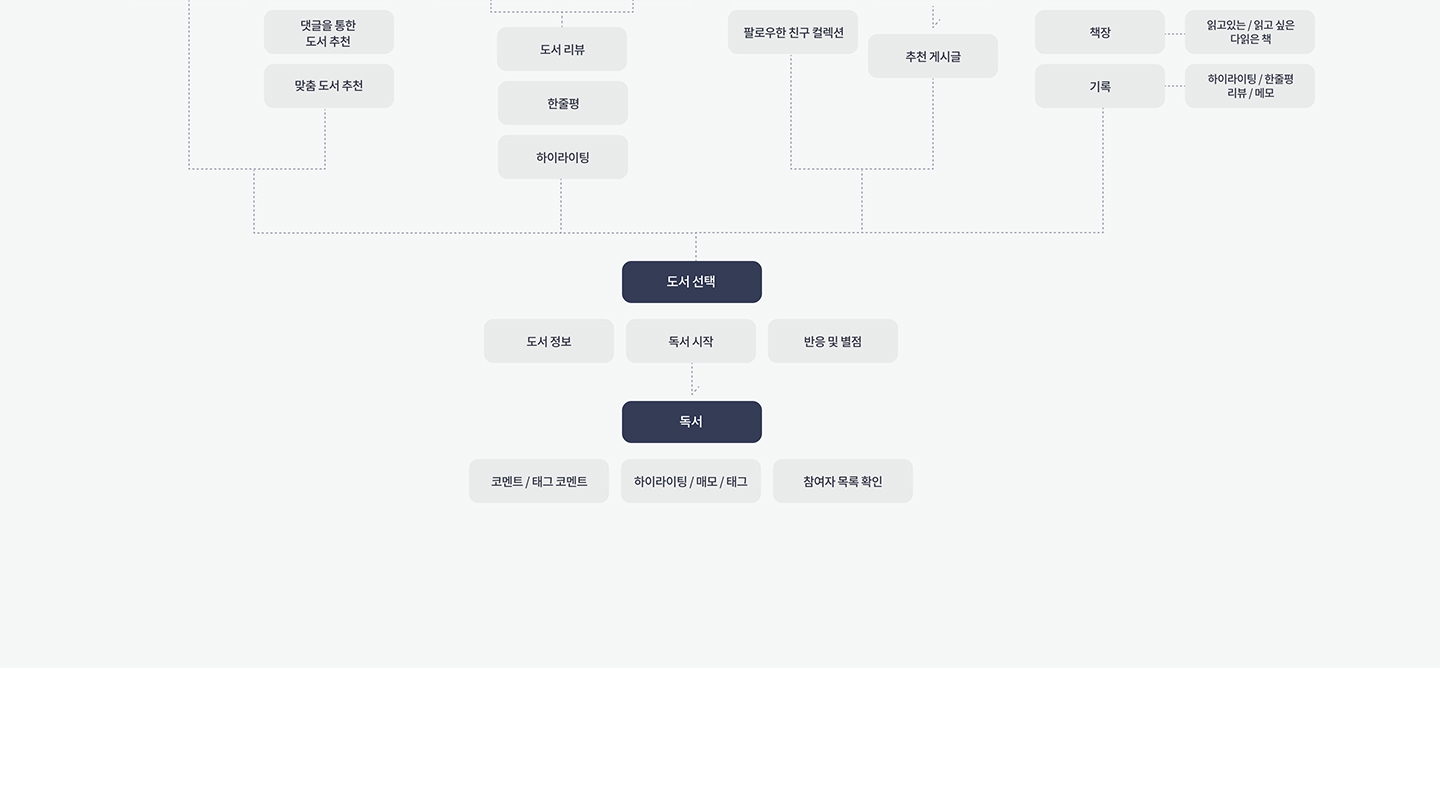 댓글을 통한
도서 추천
맞춤 도서 추천
도서 리뷰
한줄평
하이라이팅
팔로우한 친구 컬렉션
추천 게시글
책장
읽고있는 / 읽고 싶은
다읽은 책
기록
하이라이팅 / 한줄평
리뷰 / 메모
도서 선택
도서 정보
독서 시작
반응 및 별점
독서
코멘트 / 태그 코멘트
하이라이팅 / 매모 / 태그
참여자 목록 확인